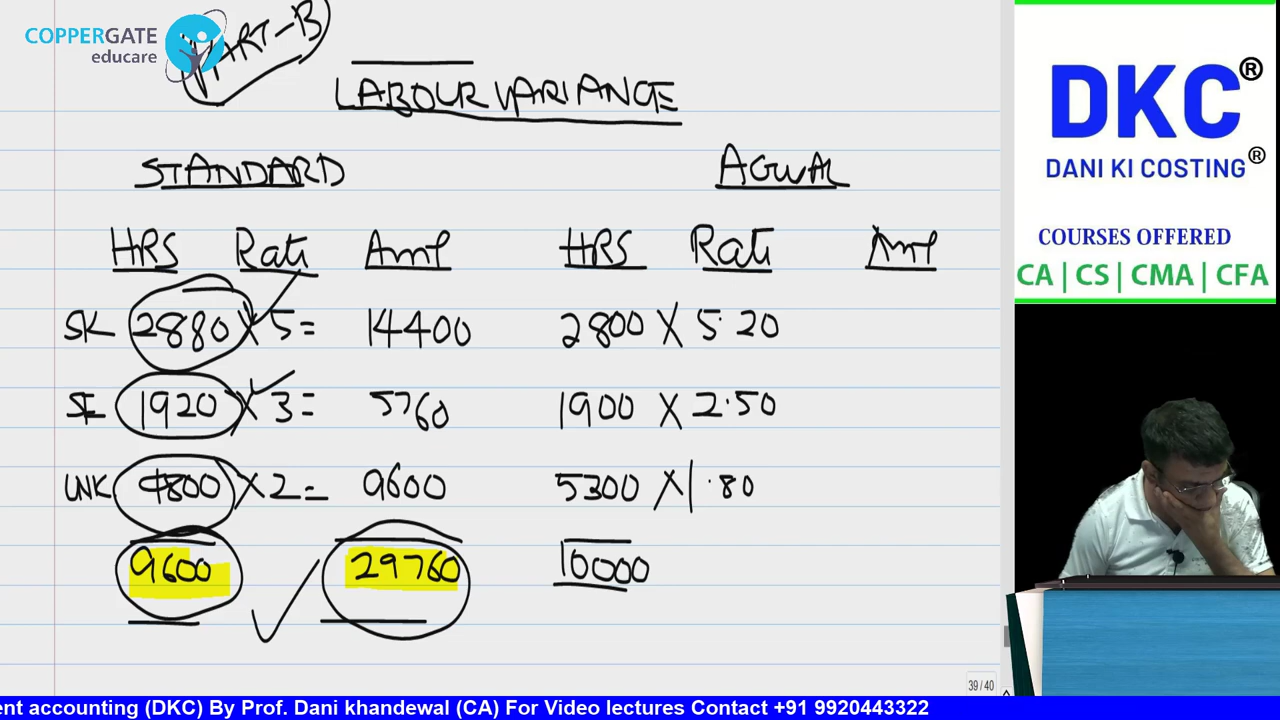 COPPERGATE
educare
PART-B
LABOUR VARIANCE
STANDARD
ACTUAL
HRS Rate Amt HRS Rate Amt
SK 2880 X 5 = 14400 2800 X 5.20
SE 1920 X 3 = 5760 1900 X 2.50
UNK 4800 X 2 = 9600 5300 X 1.80
9600 29760 10000
39 / 40
DKC®
DANI KI COSTING®
COURSES OFFERED
CA | CS | CMA | CFA
ent accounting (DKC) By Prof. Dani khandewal (CA) For Video lectures Contact +91 9920443322